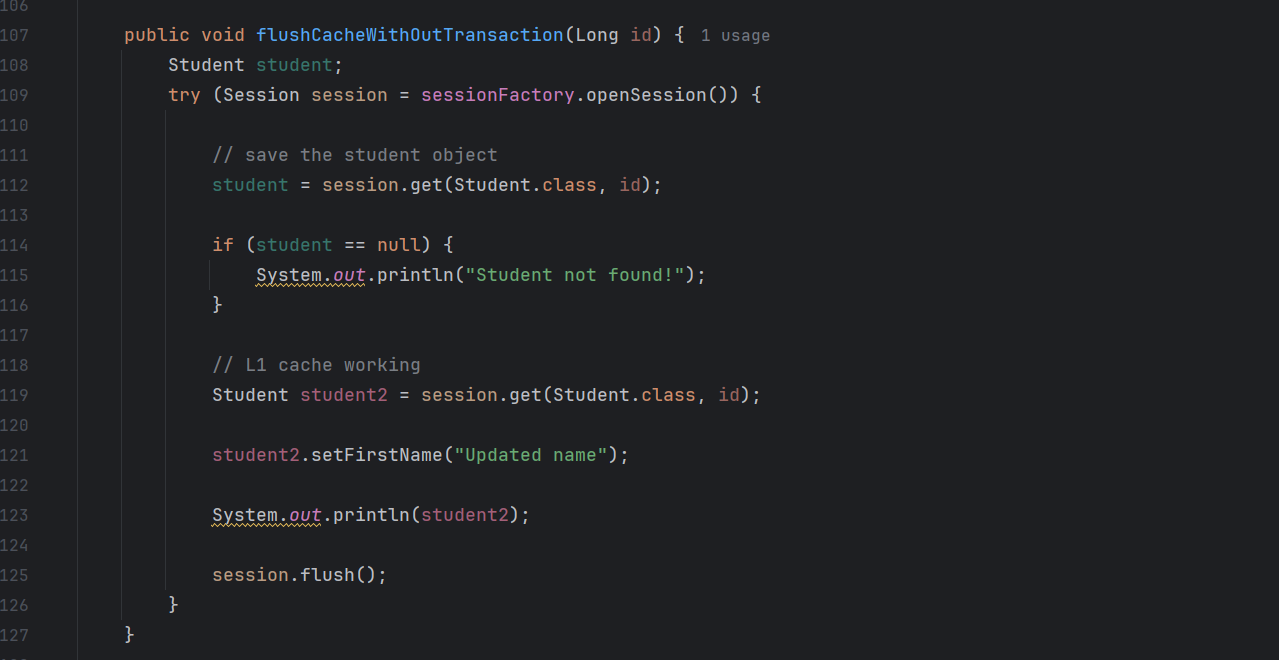 106
107 public void flushCacheWithOutTransaction(Long id) { 1 usage
108 Student student;
109 try (Session session = sessionFactory.openSession()) {
110
111 // save the student object
112 student = session.get(Student.class, id);
113
114 if (student == null) {
115 System.out.println("Student not found!");
116 }
117
118 // L1 cache working
119 Student student2 = session.get(Student.class, id);
120
121 student2.setFirstName("Updated name");
122
123 System.out.println(student2);
124
125 session.flush();
126 }
127 }